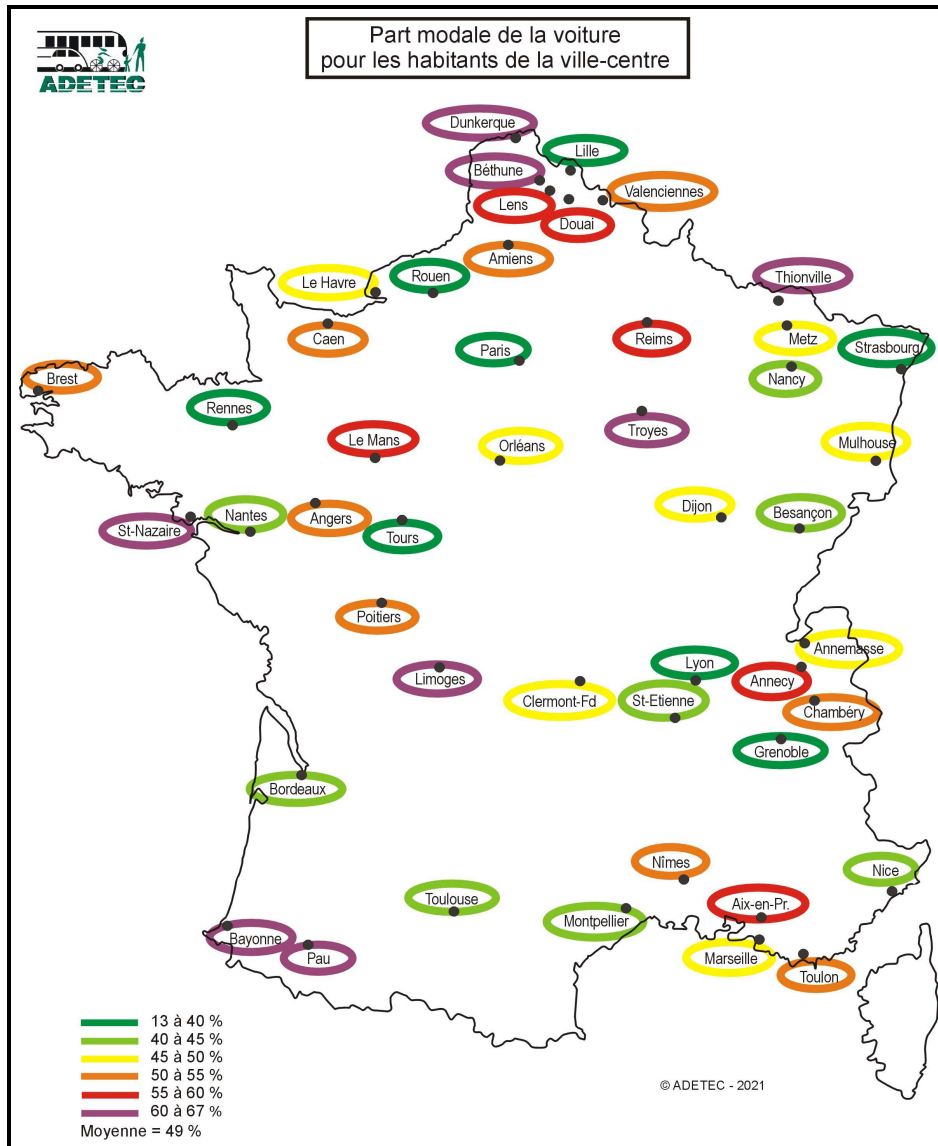 ADETEC
Part modale de la voiture
pour les habitants de la ville-centre
Dunkerque
Lille
Béthune
Valenciennes
Lens
Douai
Amiens
Le Havre
Rouen
Thionville
Caen
Paris
Reims
Metz
Strasbourg
Brest
Nancy
Rennes
Le Mans
Orléans
Troyes
Mulhouse
St-Nazaire
Nantes
Angers
Tours
Dijon
Besançon
Poitiers
Annemasse
Limoges
Lyon
Annecy
Clermont-Fd
St-Etienne
Chambéry
Grenoble
Bordeaux
Nîmes
Nice
Toulouse
Montpellier
Aix-en-Pr.
Bayonne
Pau
Marseille
Toulon
13 à 40 %
40 à 45 %
45 à 50 %
50 à 55 %
55 à 60 %
60 à 67 %
Moyenne = 49 %
© ADETEC - 2021